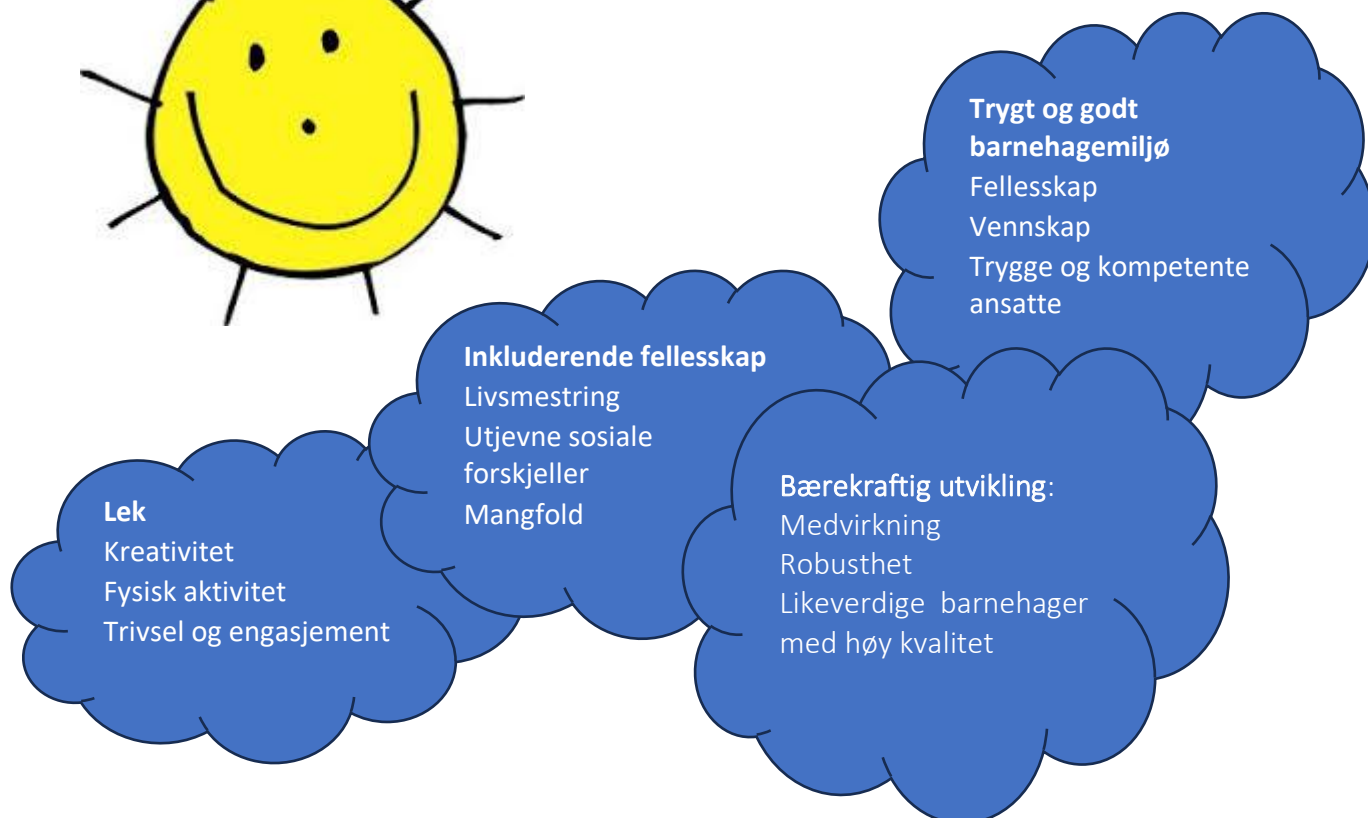 Trygt og godt
barnehagemiljø
Fellesskap
Vennskap
Trygge og kompetente
ansatte
Inkluderende fellesskap
Livsmestring
Utjevne sosiale
forskjeller
Mangfold
Bærekraftig utvikling:
Medvirkning
Robusthet
Likeverdige barnehager
med høy kvalitet
Lek
Kreativitet
Fysisk aktivitet
Trivsel og engasjement